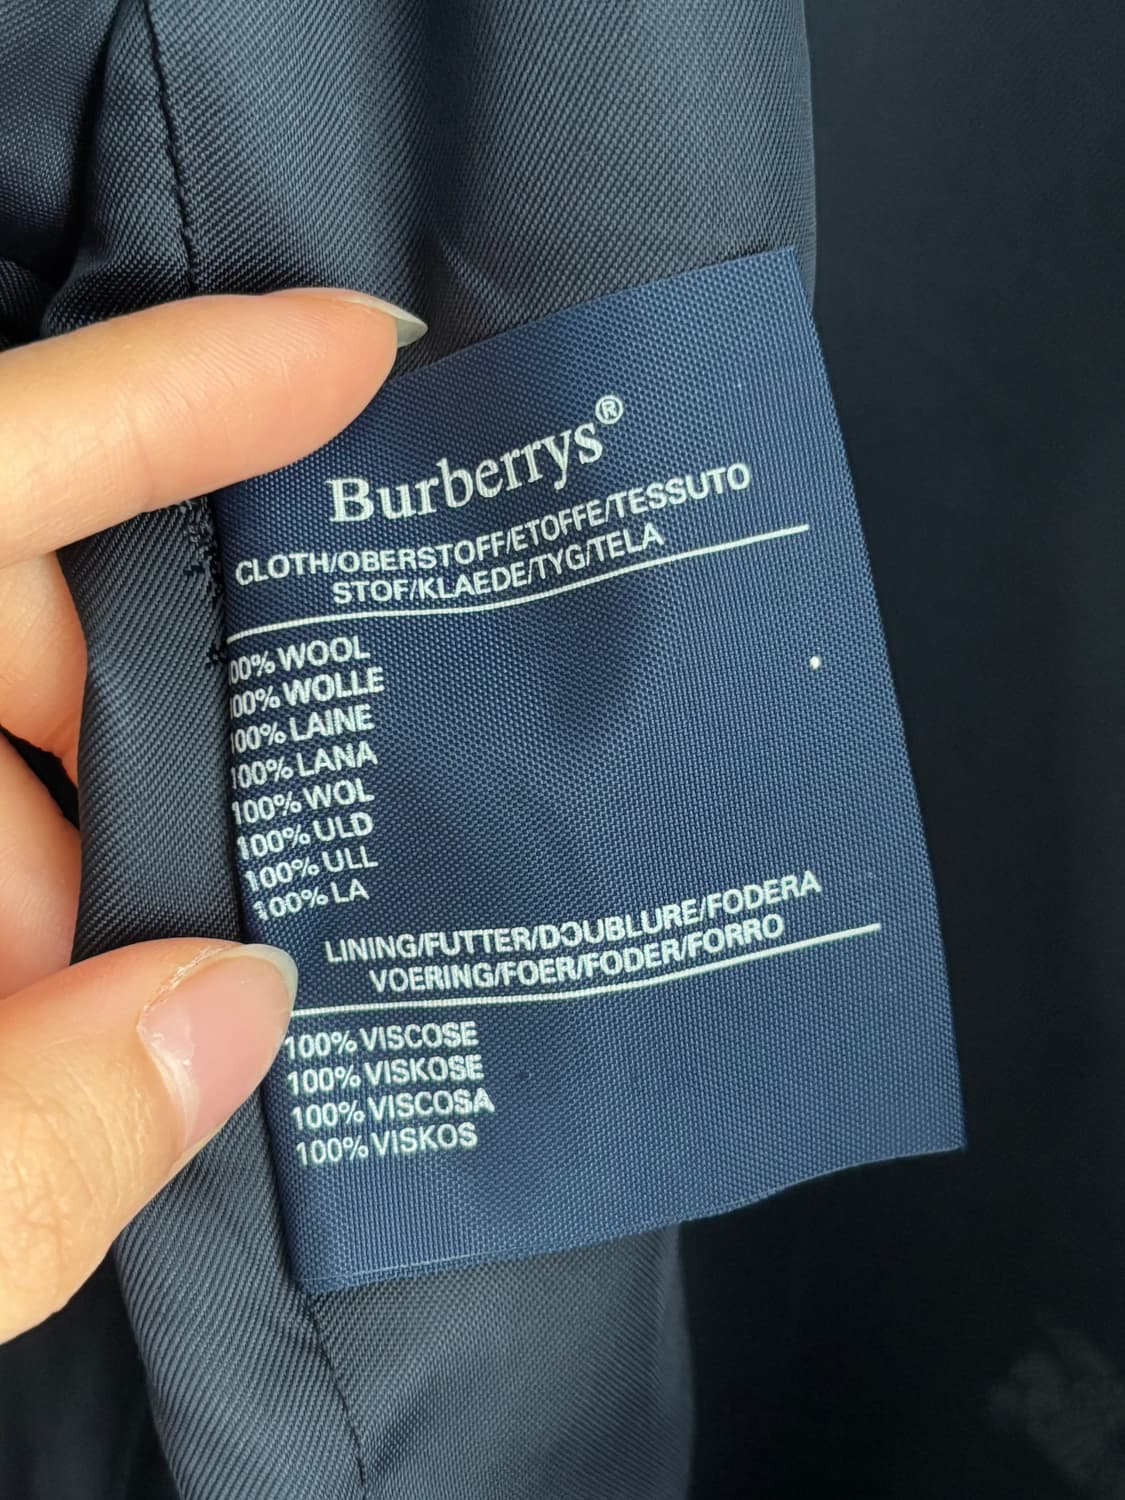 Burberrys®
CLOTH/OBERSTOFF/ETOFFE/TESSUTO
STOF/KLAEDE/TYG/TELA
100% WOOL
100% WOLLE
100% LAINE
100% LANA
100% WOL
100% ULD
100% ULL
100% LA
LINING/FUTTER/DOUBLURE/FODERA
VOERING/FOER/FODER/FORRO
100% VISCOSE
100% VISKOSE
100% VISCOSA
100% VISKOS